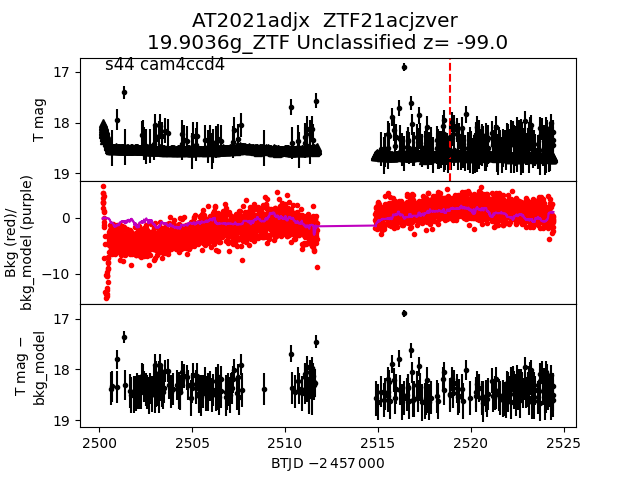 AT2021adjx  ZTF21acjzver
19.9036g_ZTF Unclassified z= -99.0
s44 cam4ccd4
17
18
19
T mag
0
−10
Bkg (red)/
bkg_model (purple)
17
18
19
T mag −
bkg_model
2500
2505
2510
2515
2520
2525
BTJD −2 457 000